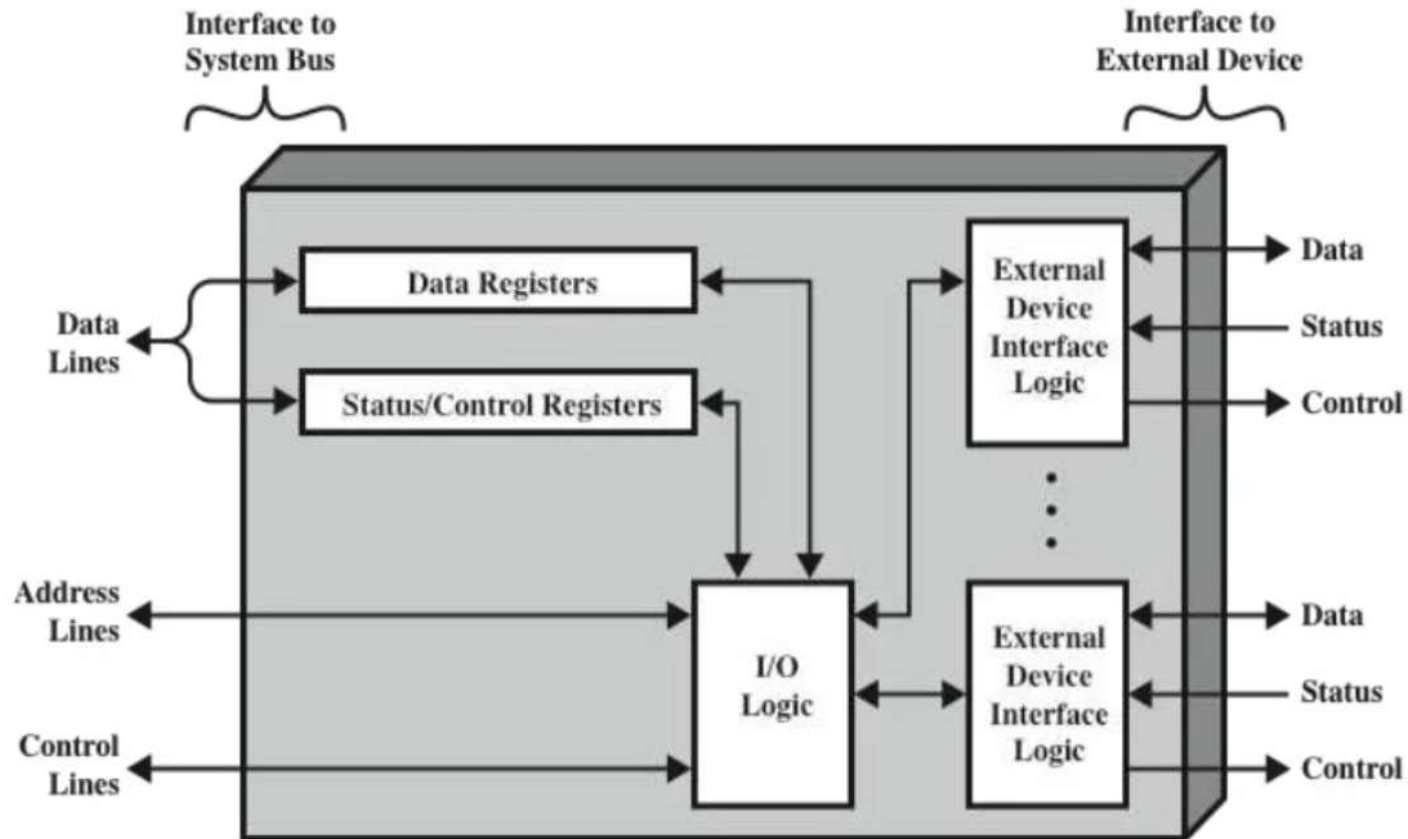 Interface to
System Bus
Interface to
External Device
Data Registers
Status/Control Registers
Data
Lines
Address
Lines
Control
Lines
I/O
Logic
External
Device
Interface
Logic
Data
Status
Control
External
Device
Interface
Logic
Data
Status
Control